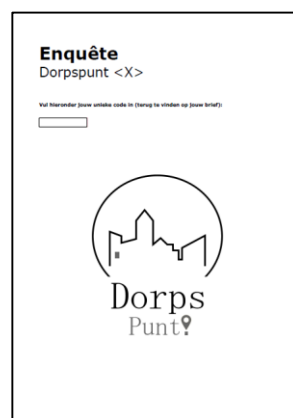 Enquête
Dorpspunt <X>
Vul hieronder jouw unieke code in (terug te vinden op jouw brief):
Dorps
Punt!